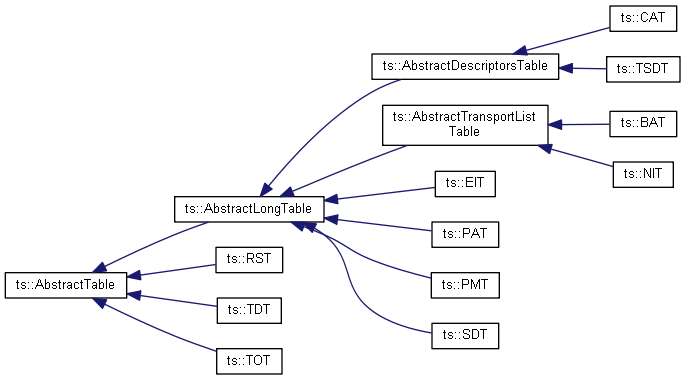 ts::CAT
ts::AbstractDescriptorsTable
ts::TSDT
ts::AbstractTransportList
Table
ts::BAT
ts::NIT
ts::EIT
ts::AbstractLongTable
ts::PAT
ts::RST
ts::AbstractTable
ts::PMT
ts::TDT
ts::SDT
ts::TOT